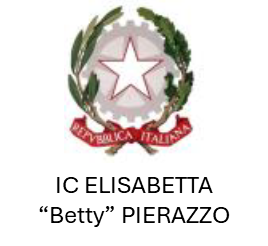 REPVBBLICA ITALIANA
IC ELISABETTA
“Betty” PIERAZZO